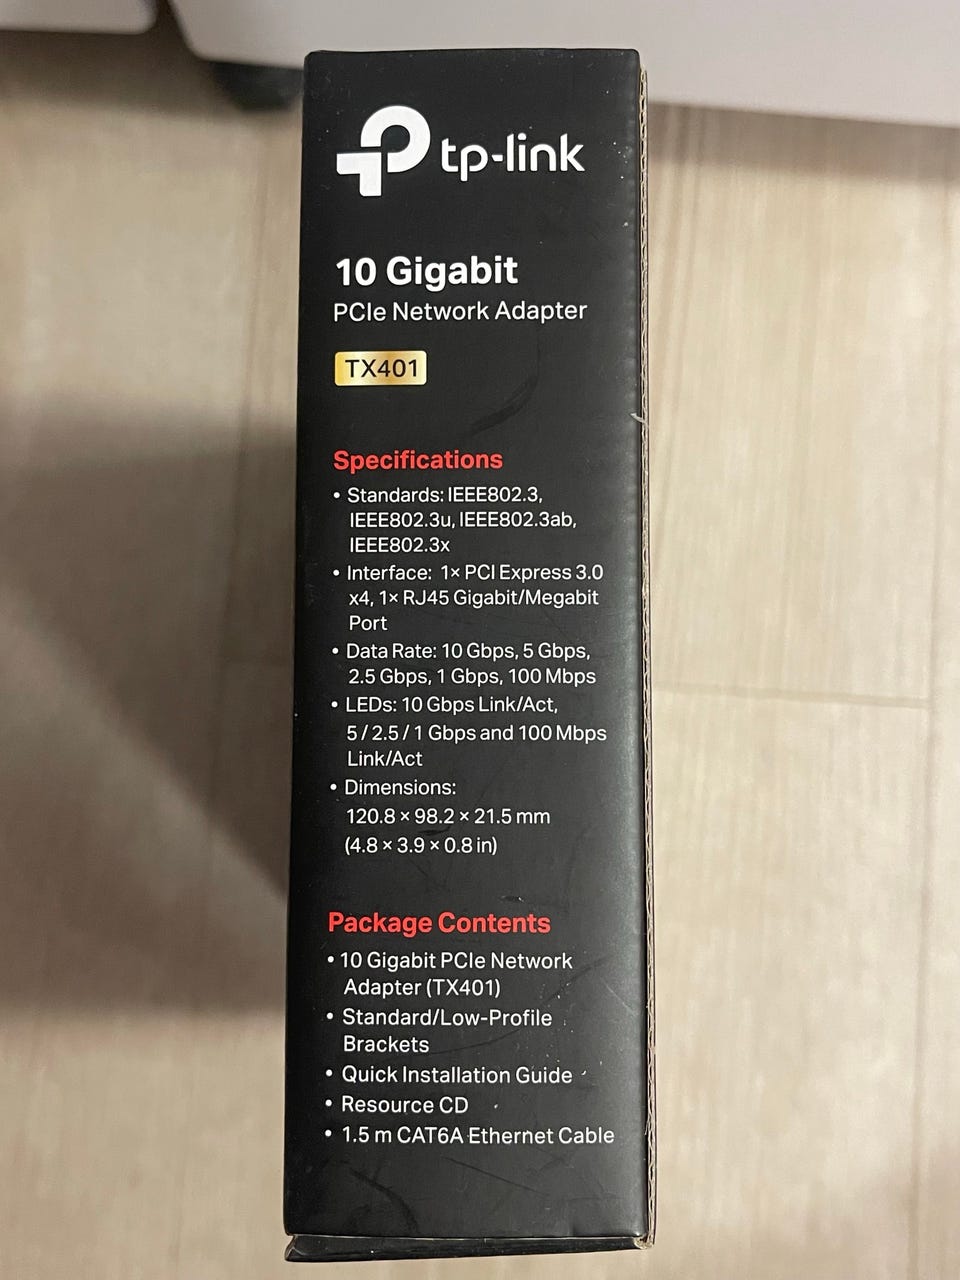 tp-link
10 Gigabit
PCIe Network Adapter
TX401
Specifications
• Standards: IEEE802.3,
IEEE802.3u, IEEE802.3ab,
IEEE802.3x
• Interface: 1× PCI Express 3.0
x4, 1× RJ45 Gigabit/Megabit
Port
• Data Rate: 10 Gbps, 5 Gbps,
2.5 Gbps, 1 Gbps, 100 Mbps
• LEDs: 10 Gbps Link/Act,
5 / 2.5 / 1 Gbps and 100 Mbps
Link/Act
• Dimensions:
120.8 × 98.2 × 21.5 mm
(4.8 × 3.9 × 0.8 in)
Package Contents
• 10 Gigabit PCIe Network
Adapter (TX401)
• Standard/Low-Profile
Brackets
• Quick Installation Guide
• Resource CD
• 1.5 m CAT6A Ethernet Cable